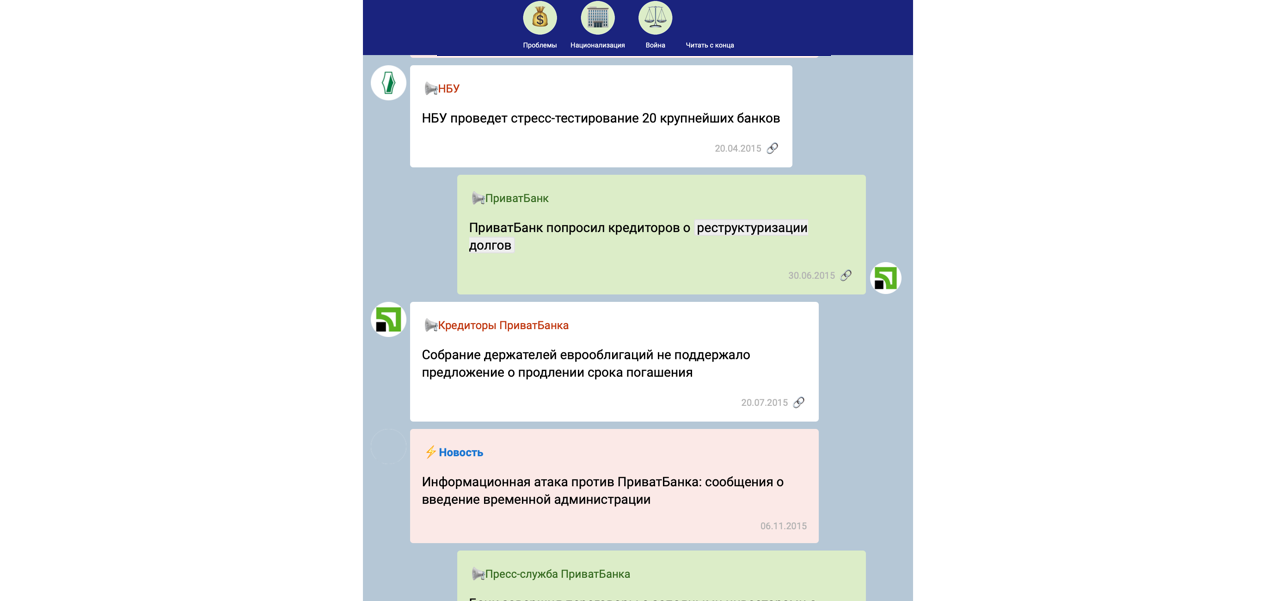 Проблемы Национализация Война Читать с конца
НБУ
НБУ проведет стресс-тестирование 20 крупнейших банков
20.04.2015
ПриватБанк
ПриватБанк попросил кредиторов о реструктуризации
долгов
30.06.2015
Кредиторы ПриватБанка
Собрание держателей еврооблигаций не поддержало
предложение о продлении срока погашения
20.07.2015
Новость
Информационная атака против ПриватБанка: сообщения о
введение временной администрации
06.11.2015
Пресс-служба ПриватБанка